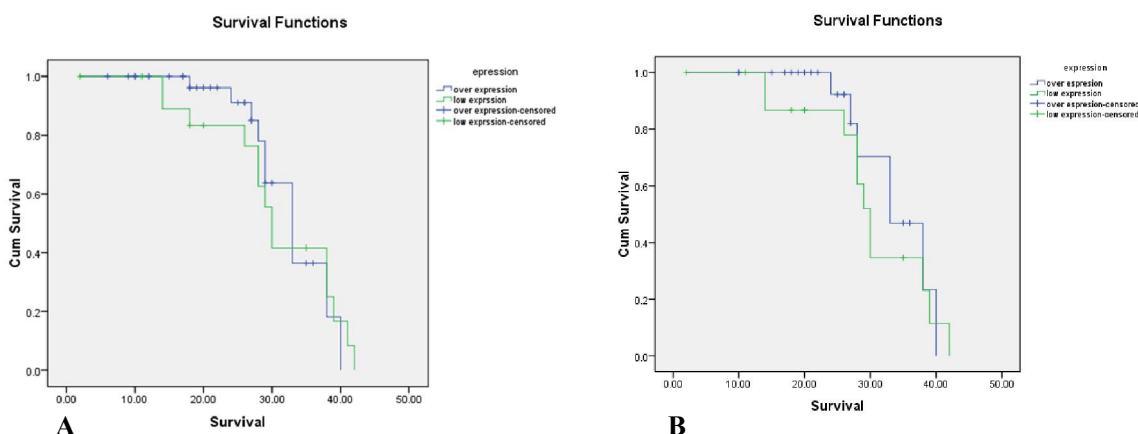 Survival Functions
epression
over expression
low exprssion
over expression-censored
low exprssion-censored
Cum Survival
1.0
0.8
0.6
0.4
0.2
0.0
0.00 10.00 20.00 30.00 40.00 50.00
Survival
A
Survival Functions
expression
over espresion
low expression
over espresion-censored
low expression-censored
Cum Survival
1.0
0.8
0.6
0.4
0.2
0.0
0.00 10.00 20.00 30.00 40.00 50.00
Survival
B